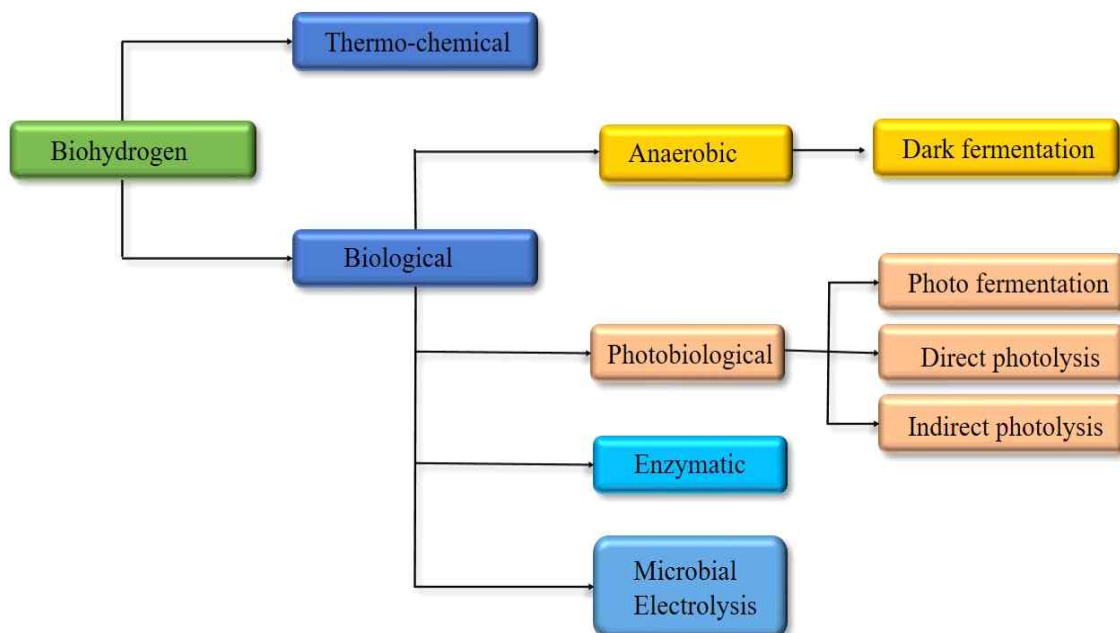 Thermo-chemical
Biohydrogen
Anaerobic
Dark fermentation
Biological
Photo fermentation
Photobiological
Direct photolysis
Indirect photolysis
Enzymatic
Microbial
Electrolysis